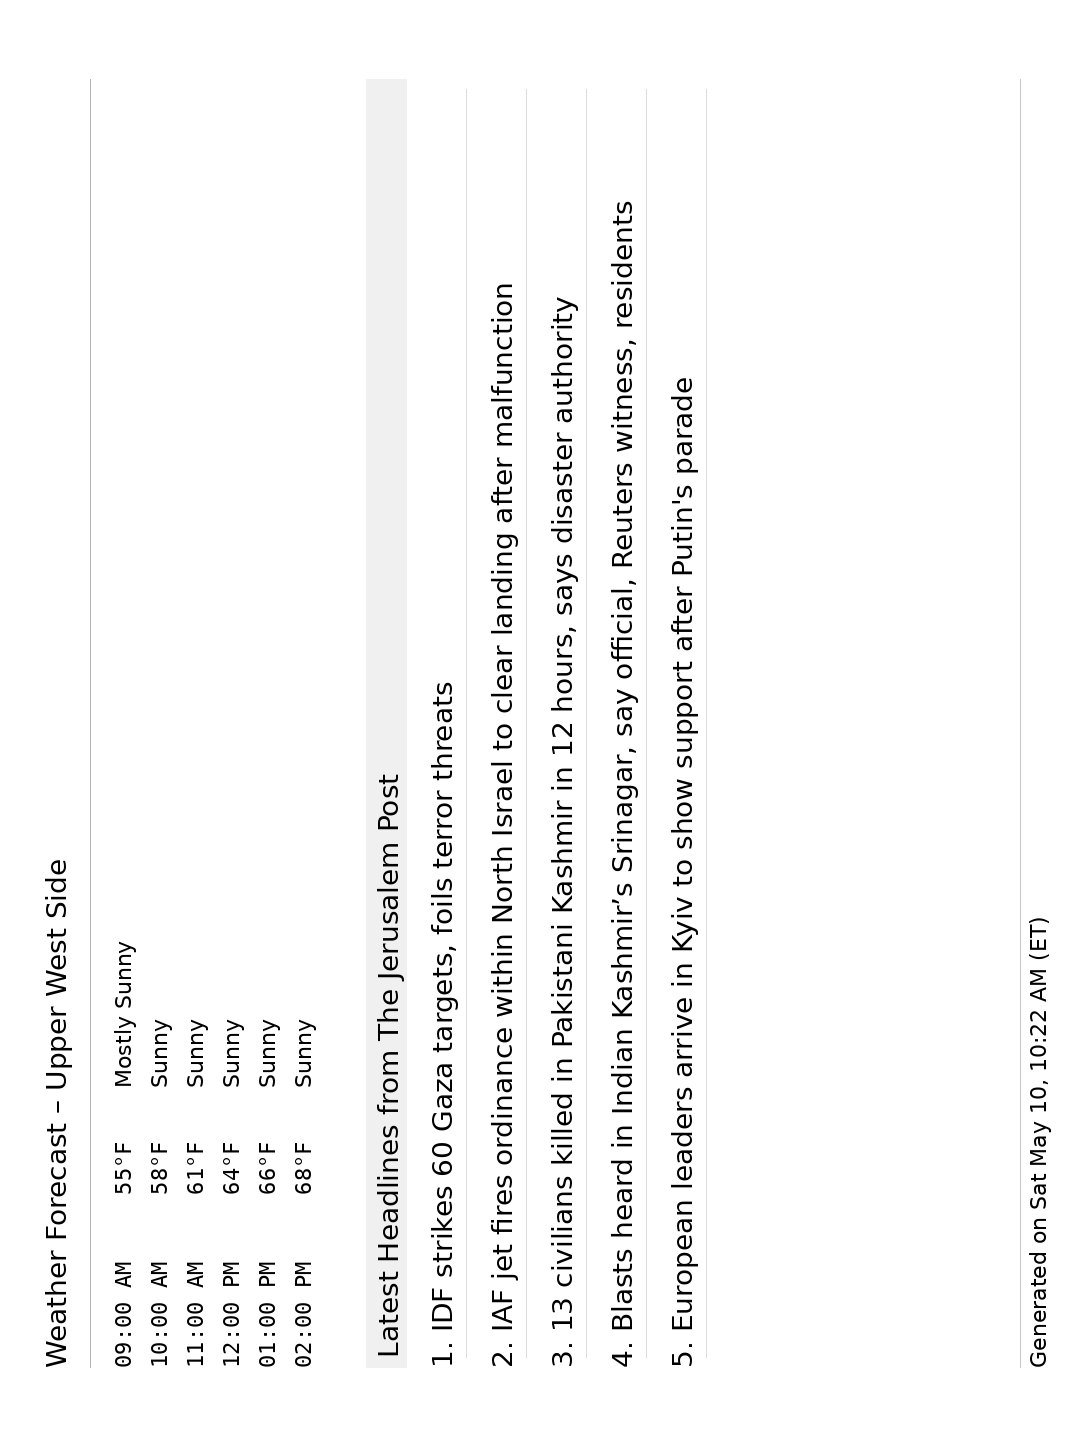 Weather Forecast – Upper West Side
09:00 AM 55°F Mostly Sunny
10:00 AM 58°F Sunny
11:00 AM 61°F Sunny
12:00 PM 64°F Sunny
01:00 PM 66°F Sunny
02:00 PM 68°F Sunny
Latest Headlines from The Jerusalem Post
1. IDF strikes 60 Gaza targets, foils terror threats
2. IAF jet fires ordinance within North Israel to clear landing after malfunction
3. 13 civilians killed in Pakistani Kashmir in 12 hours, says disaster authority
4. Blasts heard in Indian Kashmir’s Srinagar, say official, Reuters witness, residents
5. European leaders arrive in Kyiv to show support after Putin's parade
Generated on Sat May 10, 10:22 AM (ET)